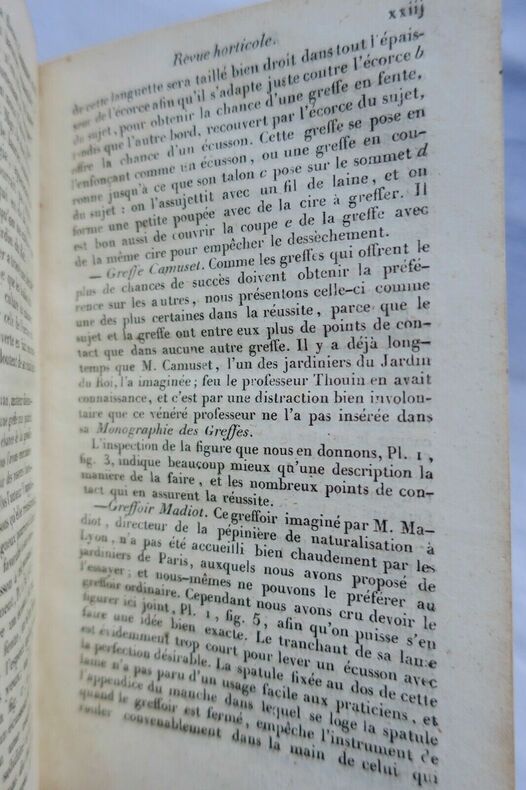 xxiij
Revue horticole.
de cette languette sera taillé bien droit dans tout l'épais-
seur de l'écorce afin qu'il s'adapte juste contre l'écorce b
du sujet, pour obtenir la chance d'une greffe en fente,
tandis que l'autre bord, recouvert par l'écorce du sujet,
offre la chance d'un écusson. Cette greffe se pose en
l'enfonçant comme un écusson, ou une greffe en cou-
ronne jusqu'à ce que son talon c pose sur le sommet d
du sujet : on l'assujettit avec un fil de laine, et on
forme une petite poupée avec de la cire à greffer. Il
est bon aussi de couvrir la coupe e de la greffe avec
de la même cire pour empêcher le dessèchement.
— Greffe Camuset. Comme les greffes qui offrent le
plus de chances de succès doivent obtenir la préfé-
rence sur les autres, nous présentons celle-ci comme
une des plus certaines dans la réussite, parce que le
sujet et la greffe ont entre eux plus de points de con-
tact que dans aucune autre greffe. Il y a déjà long-
temps que M. Camuset, l'un des jardiniers du Jardin
du Roi, l'a imaginée; feu le professeur Thouin en avait
connaissance, et c'est par une distraction bien involon-
taire que ce vénéré professeur ne l'a pas insérée dans
sa Monographie des Greffes.
L'inspection de la figure que nous en donnons, Pl. 1,
fig. 3, indique beaucoup mieux qu'une description la
manière de la faire, et les nombreux points de con-
tact qui en assurent la réussite.
— Greffoir Madiot. Ce greffoir imaginé par M. Ma-
diot, directeur de la pépinière de naturalisation à
Lyon, n'a pas été accueilli bien chaudement par les
jardiniers de Paris, auxquels nous avons proposé de
l'essayer; et nous-mêmes ne pouvons le préférer au
greffoir ordinaire. Cependant nous avons cru devoir le
figurer ici joint, Pl. 1, fig. 5, afin qu'on puisse s'en
faire une idée bien exacte. Le tranchant de sa lame
est évidemment trop court pour lever un écusson avec
la perfection désirable. La spatule fixée au dos de cette
lame n'a pas paru d'un usage facile aux praticiens, et
l'appendice du manche dans lequel se loge la spatule
quand le greffoir est fermé, empêche l'instrument de
rouler convenablement dans la main de celui qui